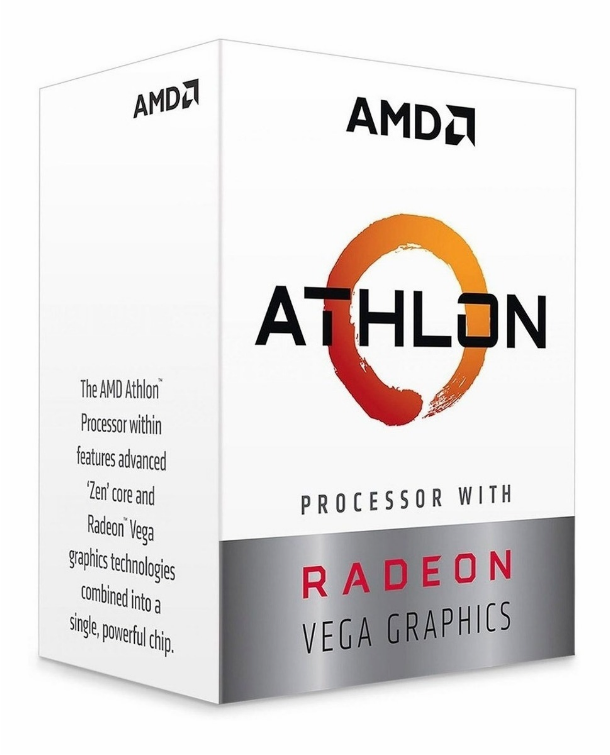 AMD
The AMD Athlon™
Processor within
features advanced
‘Zen’ core and
Radeon™ Vega
graphics technologies
combined into a
single, powerful chip.
AMD
ATHLON
PROCESSOR WITH
RADEON
VEGA GRAPHICS